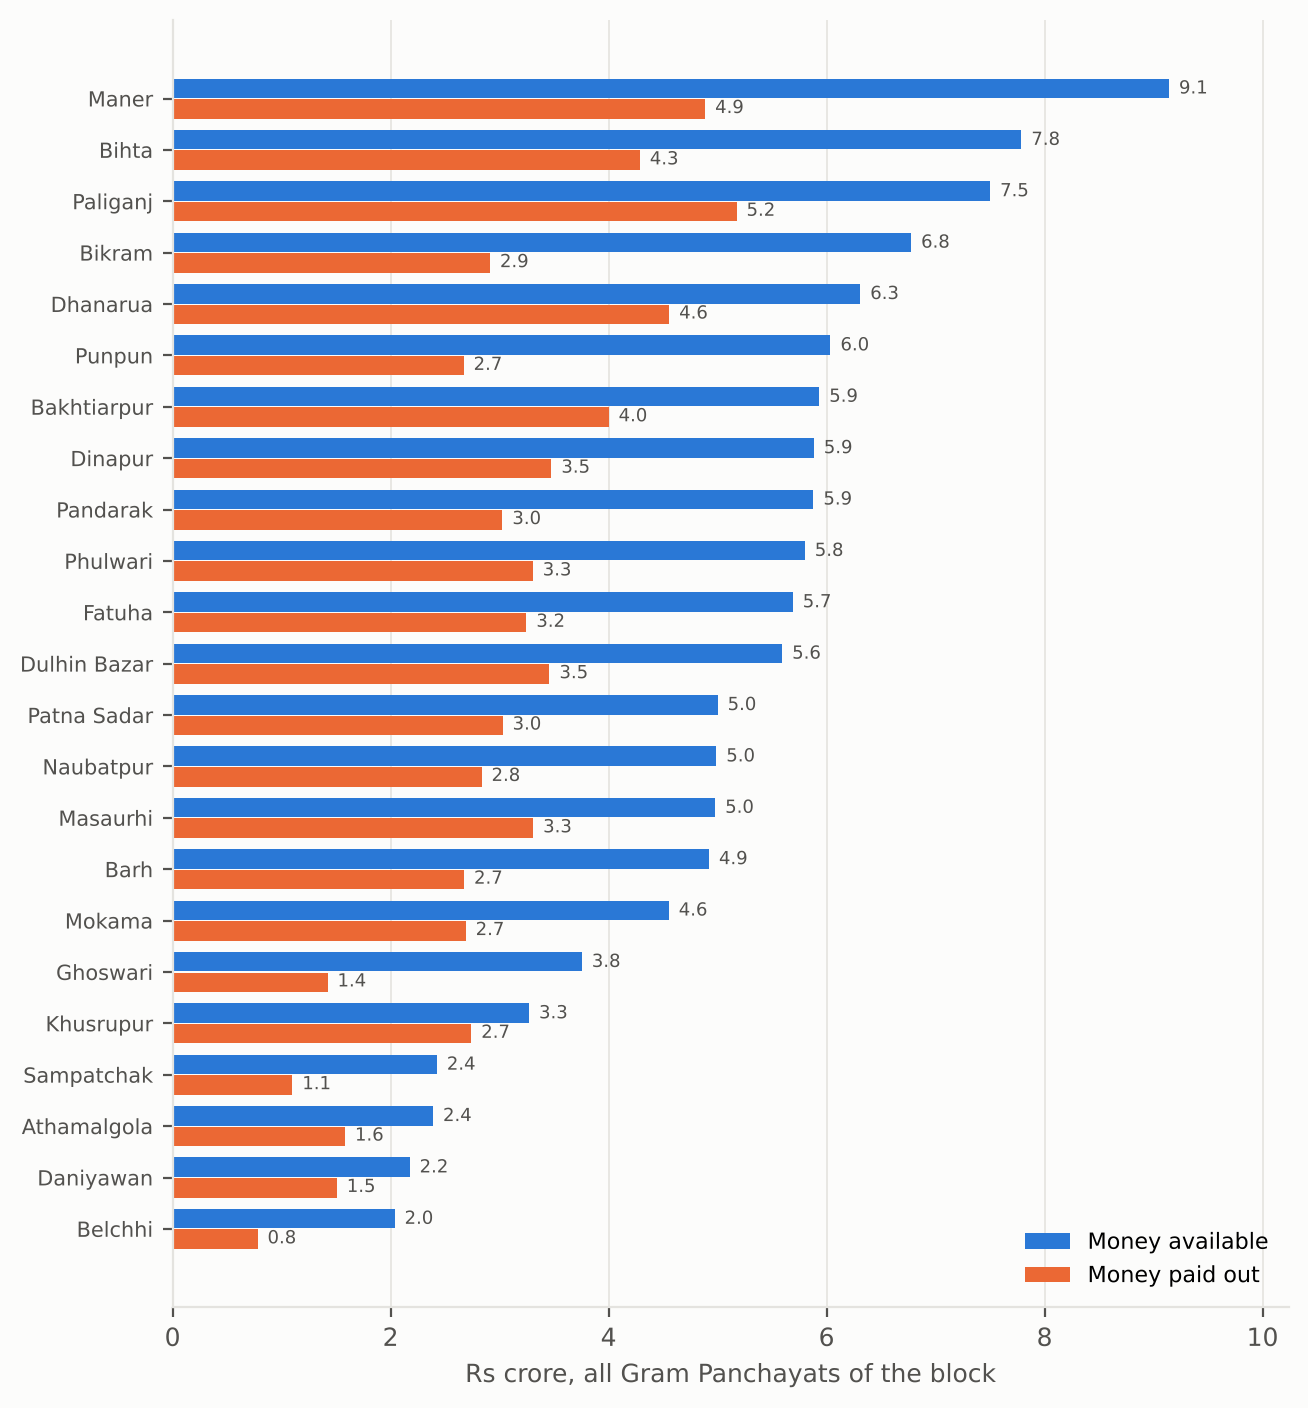 Maner 9.1
4.9
Bihta 7.8
4.3
Paliganj 7.5
5.2
Bikram 6.8
2.9
Dhanarua 6.3
4.6
Punpun 6.0
2.7
Bakhtiarpur 5.9
4.0
Dinapur 5.9
3.5
Pandarak 5.9
3.0
Phulwari 5.8
3.3
Fatuha 5.7
3.2
Dulhin Bazar 5.6
3.5
Patna Sadar 5.0
3.0
Naubatpur 5.0
2.8
Masaurhi 5.0
3.3
Barh 4.9
2.7
Mokama 4.6
2.7
Ghoswari 3.8
1.4
Khusrupur 3.3
2.7
Sampatchak 2.4
1.1
Athamalgola 2.4
1.6
Daniyawan 2.2
1.5
Belchhi 2.0
0.8
Money available
Money paid out
0 2 4 6 8 10
Rs crore, all Gram Panchayats of the block